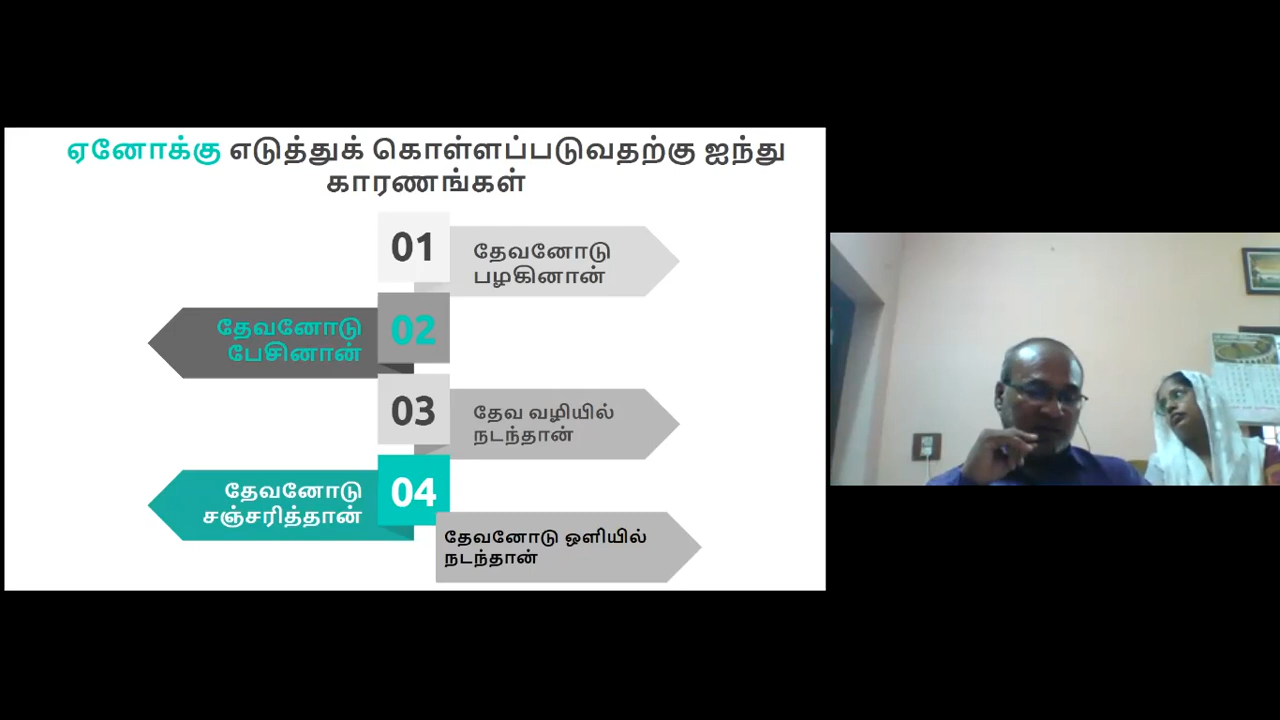 ஏனோக்கு எடுத்துக் கொள்ளப்படுவதற்கு ஐந்து
காரணங்கள்
01
தேவனோடு
பழகினான்
02
தேவனோடு
பேசினான்
03
தேவ வழியில்
நடந்தான்
04
தேவனோடு
சஞ்சரித்தான்
தேவனோடு ஒளியில்
நடந்தான்